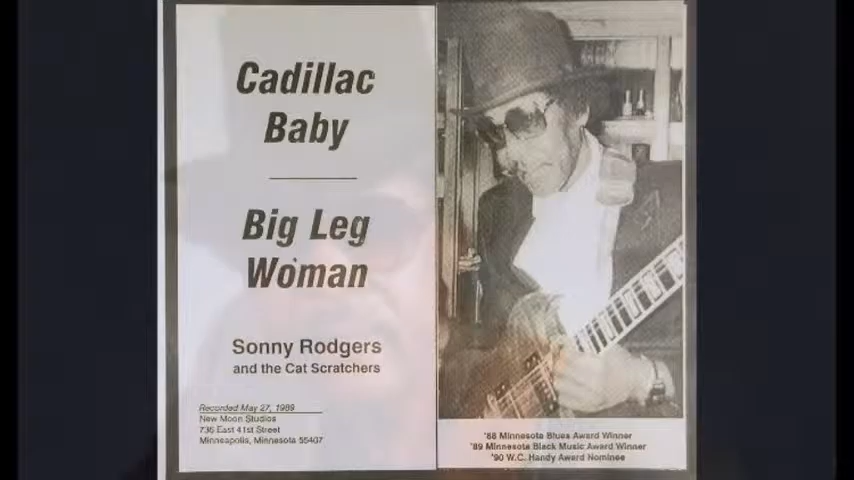 Cadillac
Baby
Big Leg
Woman
Sonny Rodgers
and the Cat Scratchers
Recorded May 27, 1989
New Moon Studios
736 East 41st Street
Minneapolis, Minnesota 55407
'88 Minnesota Blues Award Winner
'89 Minnesota Black Music Award Winner
'90 W.C. Handy Award Nominee